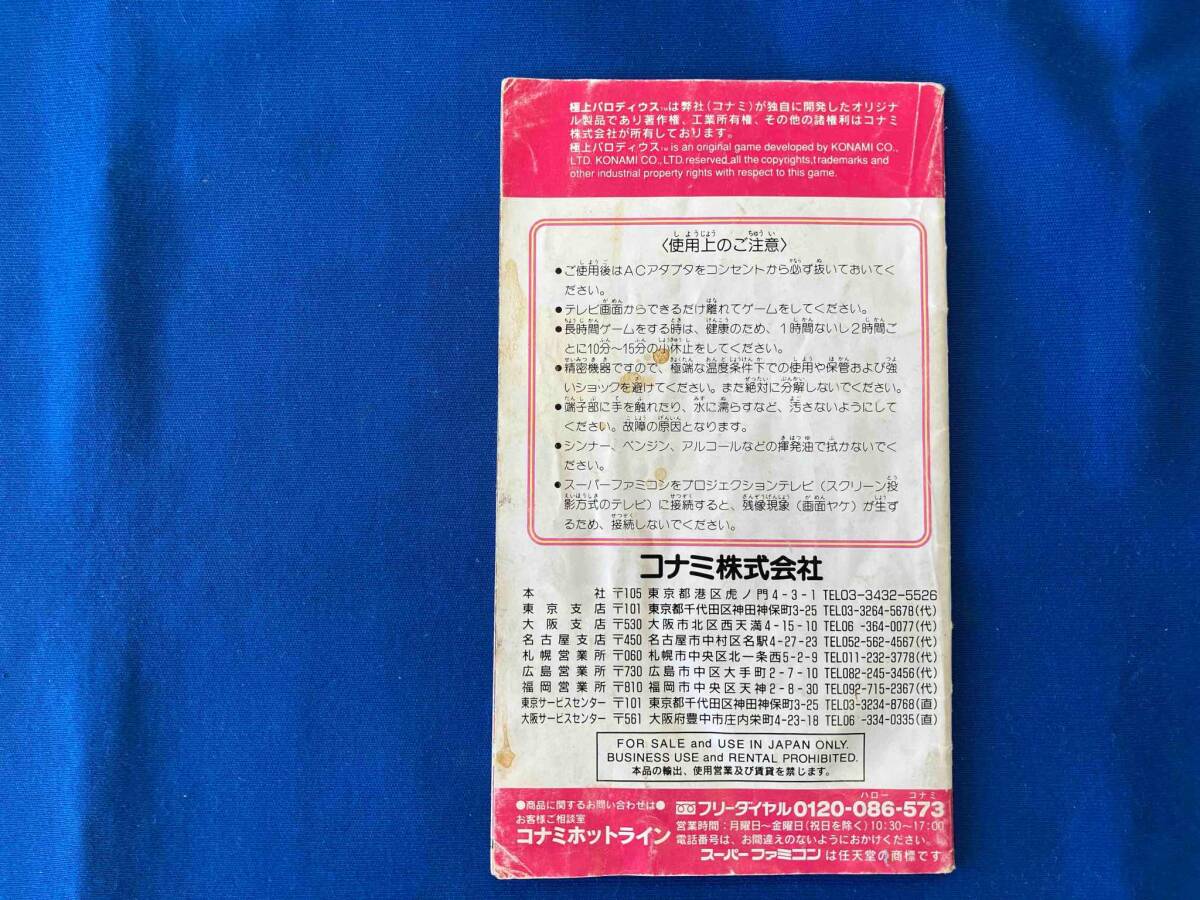 極上パロディウス™は弊社(コナミ)が独自に開発したオリジナ
ル製品であり著作権、工業所有権、その他の諸権利はコナミ
株式会社が所有しております。
極上パロディウス™ is an original game developed by KONAMI CO.,
LTD. KONAMI CO., LTD. reserved all the copyrights,trademarks and
other industrial property rights with respect to this game.
〈使用上のご注意〉
●ご使用後はACアダプタをコンセントから必ず抜いておいてく
ださい。
●テレビ画面からできるだけ離れてゲームをしてください。
●長時間ゲームをする時は、健康のため、1時間ないし2時間ご
とに10分〜15分の小休止をしてください。
●精密機器ですので、極端な温度条件下での使用や保管および強
いショックを避けてください。また絶対に分解しないでください。
●端子部に手を触れたり、水に濡らすなど、汚さないようにして
ください。故障の原因となります。
●シンナー、ベンジン、アルコールなどの揮発油で拭かないでく
ださい。
●スーパーファミコンをプロジェクションテレビ(スクリーン投
影方式のテレビ)に接続すると、残像現象(画面ヤケ)が生ず
るため、接続しないでください。
コナミ株式会社
本社 〒105 東京都港区虎ノ門4-3-1 TEL03-3432-5526
東京支店 〒101 東京都千代田区神田神保町3-25 TEL03-3264-5678(代)
大阪支店 〒530 大阪市北区西天満4-15-10 TEL06-364-0077(代)
名古屋支店 〒450 名古屋市中村区名駅4-27-23 TEL052-562-4567(代)
札幌営業所 〒060 札幌市中央区北一条西5-2-9 TEL011-232-3778(代)
広島営業所 〒730 広島市中区大手町2-7-10 TEL082-245-3456(代)
福岡営業所 〒810 福岡市中央区天神2-8-30 TEL092-715-2367(代)
東京サービスセンター 〒101 東京都千代田区神田神保町3-25 TEL03-3234-8768(直)
大阪サービスセンター 〒561 大阪府豊中市庄内栄町4-23-18 TEL06-334-0335(直)
FOR SALE and USE IN JAPAN ONLY.
BUSINESS USE and RENTAL PROHIBITED.
本品の輸出、使用営業及び賃貸を禁じます。
●商品に関するお問い合わせは●
お客様ご相談室
コナミホットライン
ハロー コナミ
フリーダイヤル0120-086-573
営業時間:月曜日〜金曜日(祝日を除く)10:30〜17:00
電話番号は、お間違えのないようにおかけください。
スーパーファミコンは任天堂の商標です。